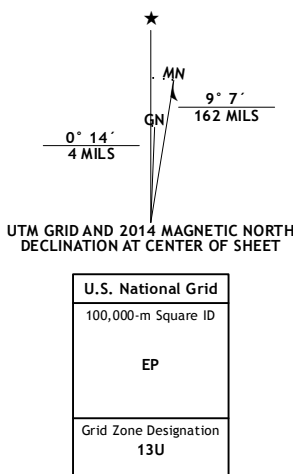 ★
MN
GN
9° 7´
162 MILS
0° 14´
4 MILS
UTM GRID AND 2014 MAGNETIC NORTH
DECLINATION AT CENTER OF SHEET
U.S. National Grid
100,000-m Square ID
EP
Grid Zone Designation
13U